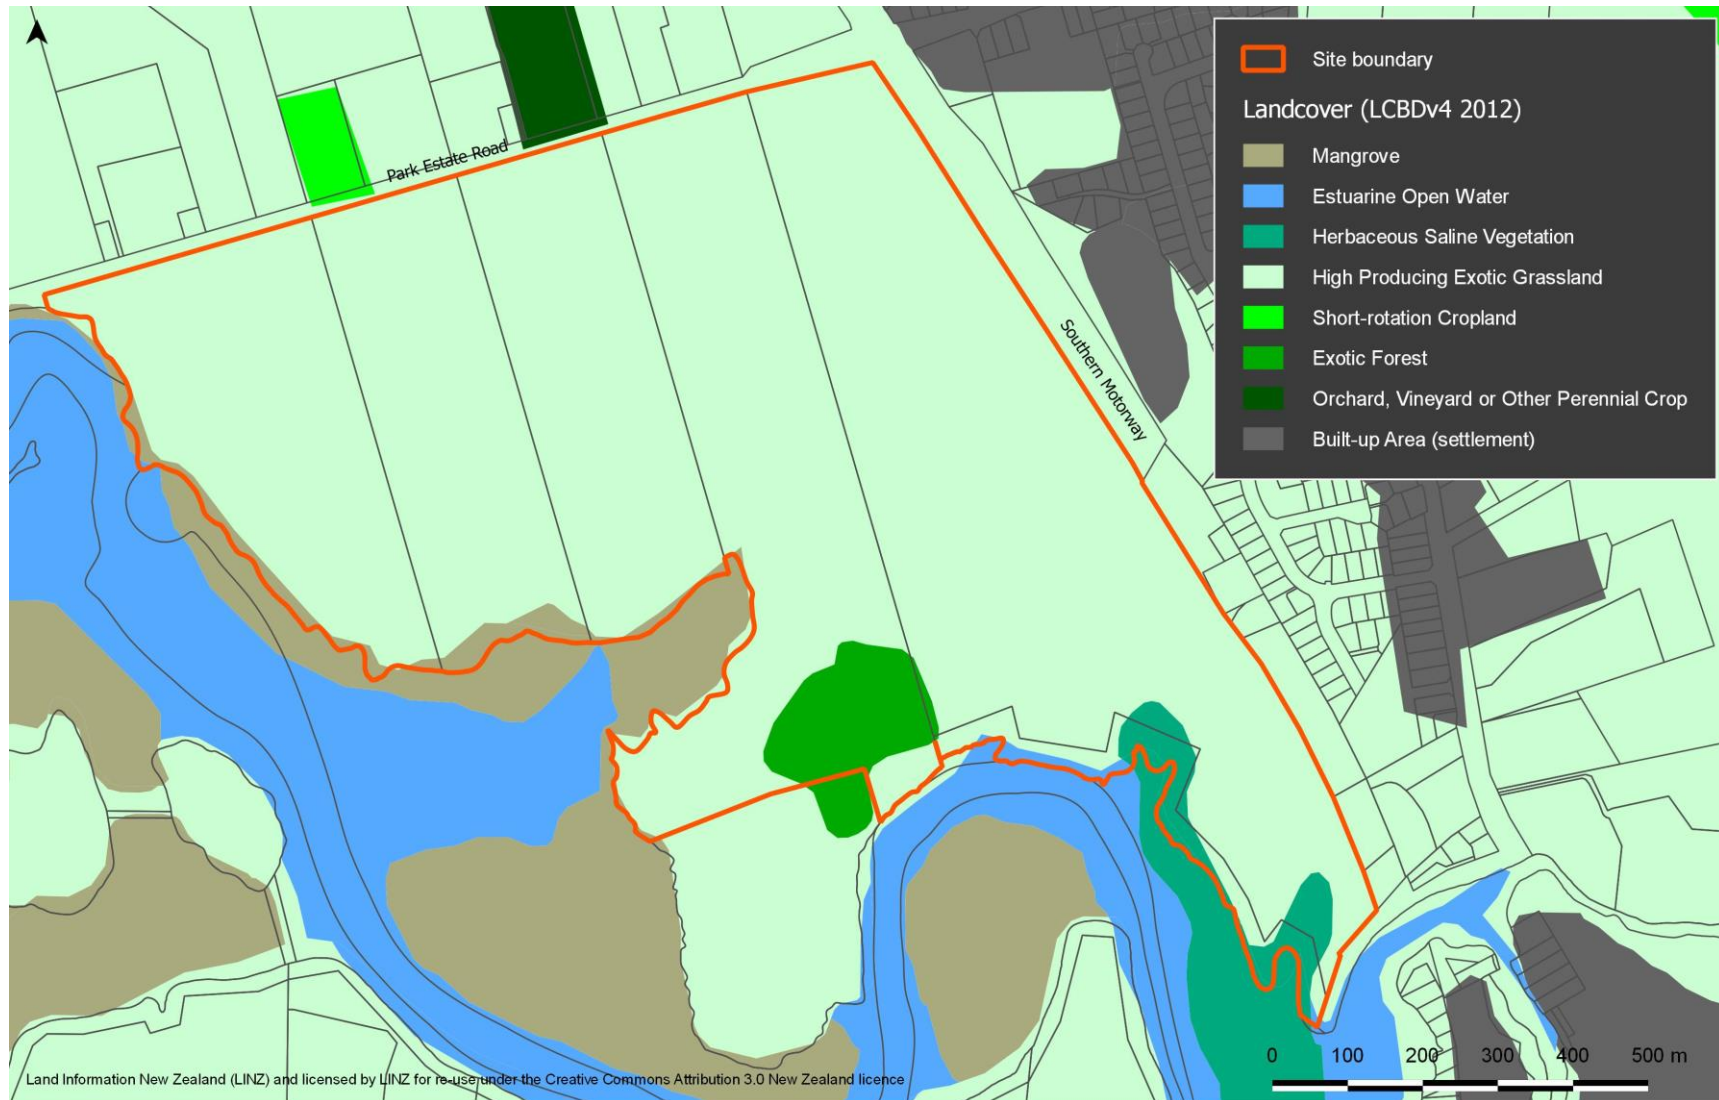 Site boundary
Landcover (LCBDv4 2012)
Mangrove
Estuarine Open Water
Herbaceous Saline Vegetation
High Producing Exotic Grassland
Short-rotation Cropland
Exotic Forest
Orchard, Vineyard or Other Perennial Crop
Built-up Area (settlement)
Park Estate Road
Southern Motorway
0 100 200 300 400 500 m
Land Information New Zealand (LINZ) and licensed by LINZ for re-use under the Creative Commons Attribution 3.0 New Zealand licence